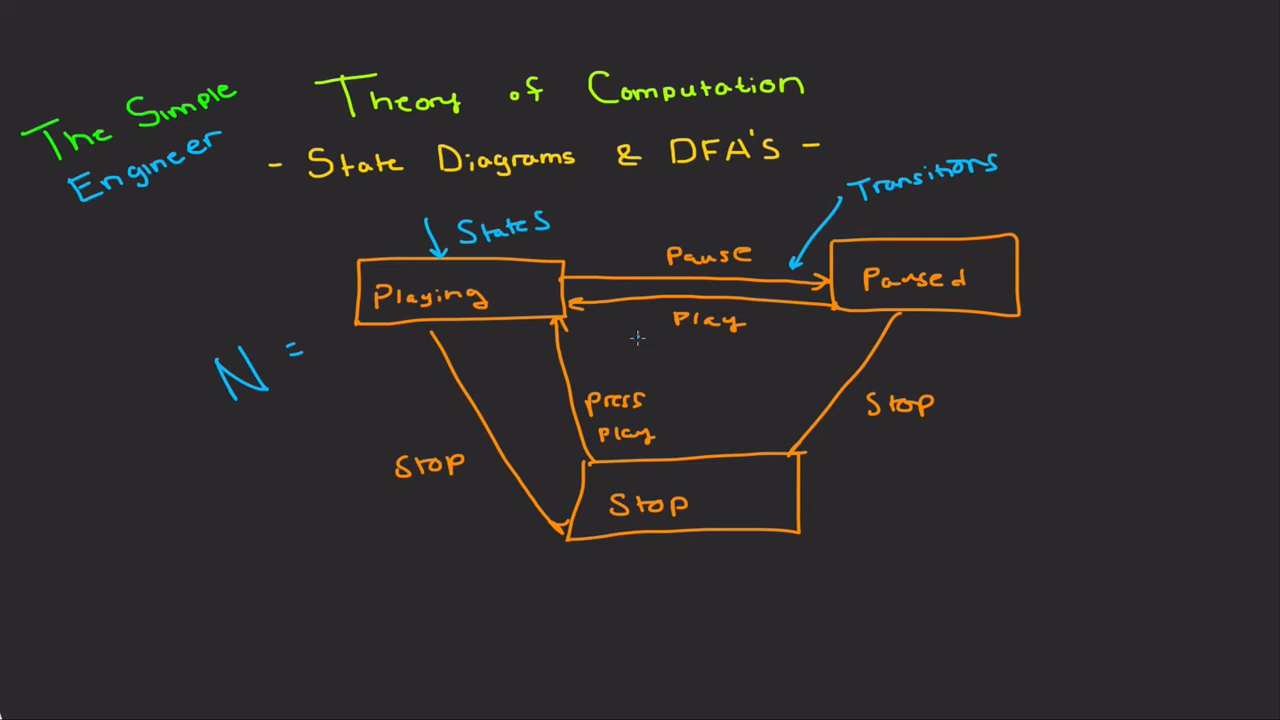 The Simple
Engineer
Theory of Computation
- State Diagrams & DFA's -
Transitions
States
Pause
Playing
Paused
Play
N =
Press
Play
Stop
Stop
Stop